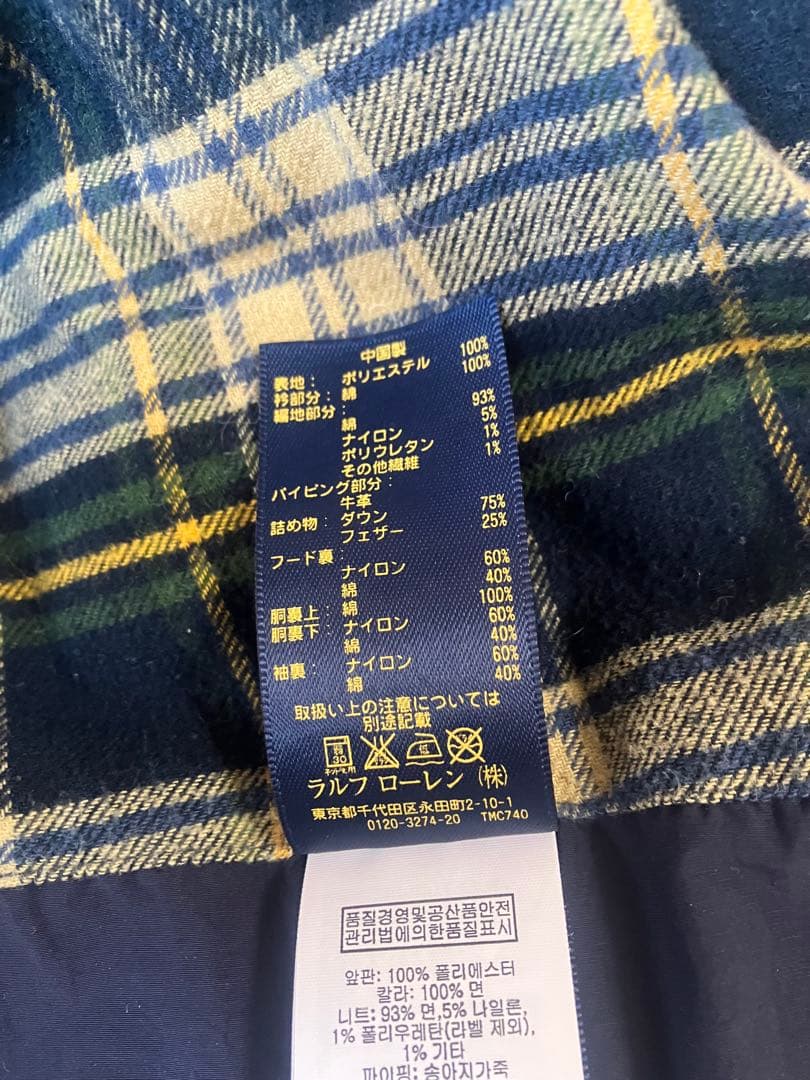 中国製
表地: ポリエステル 100%
衿部分: 綿 100%
編地部分:
綿 93%
ナイロン 5%
ポリウレタン 1%
その他繊維 1%
パイピング部分:
牛革
詰め物: ダウン 75%
フェザー 25%
フード裏:
ナイロン 60%
綿 40%
胴裏上: 綿 100%
胴裏下: ナイロン 60%
綿 40%
袖裏: ナイロン 60%
綿 40%
取扱い上の注意については
別途記載
30
ネット使用
ラルフ ローレン (株)
東京都千代田区永田町2-10-1
0120-3274-20 TMC740
품질경영및공산품안전
관리법에의한품질표시
앞판: 100% 폴리에스터
칼라: 100% 면
니트: 93% 면,5% 나일론,
1% 폴리우레탄(라벨 제외),
1% 기타
파이핑: 송아지가죽